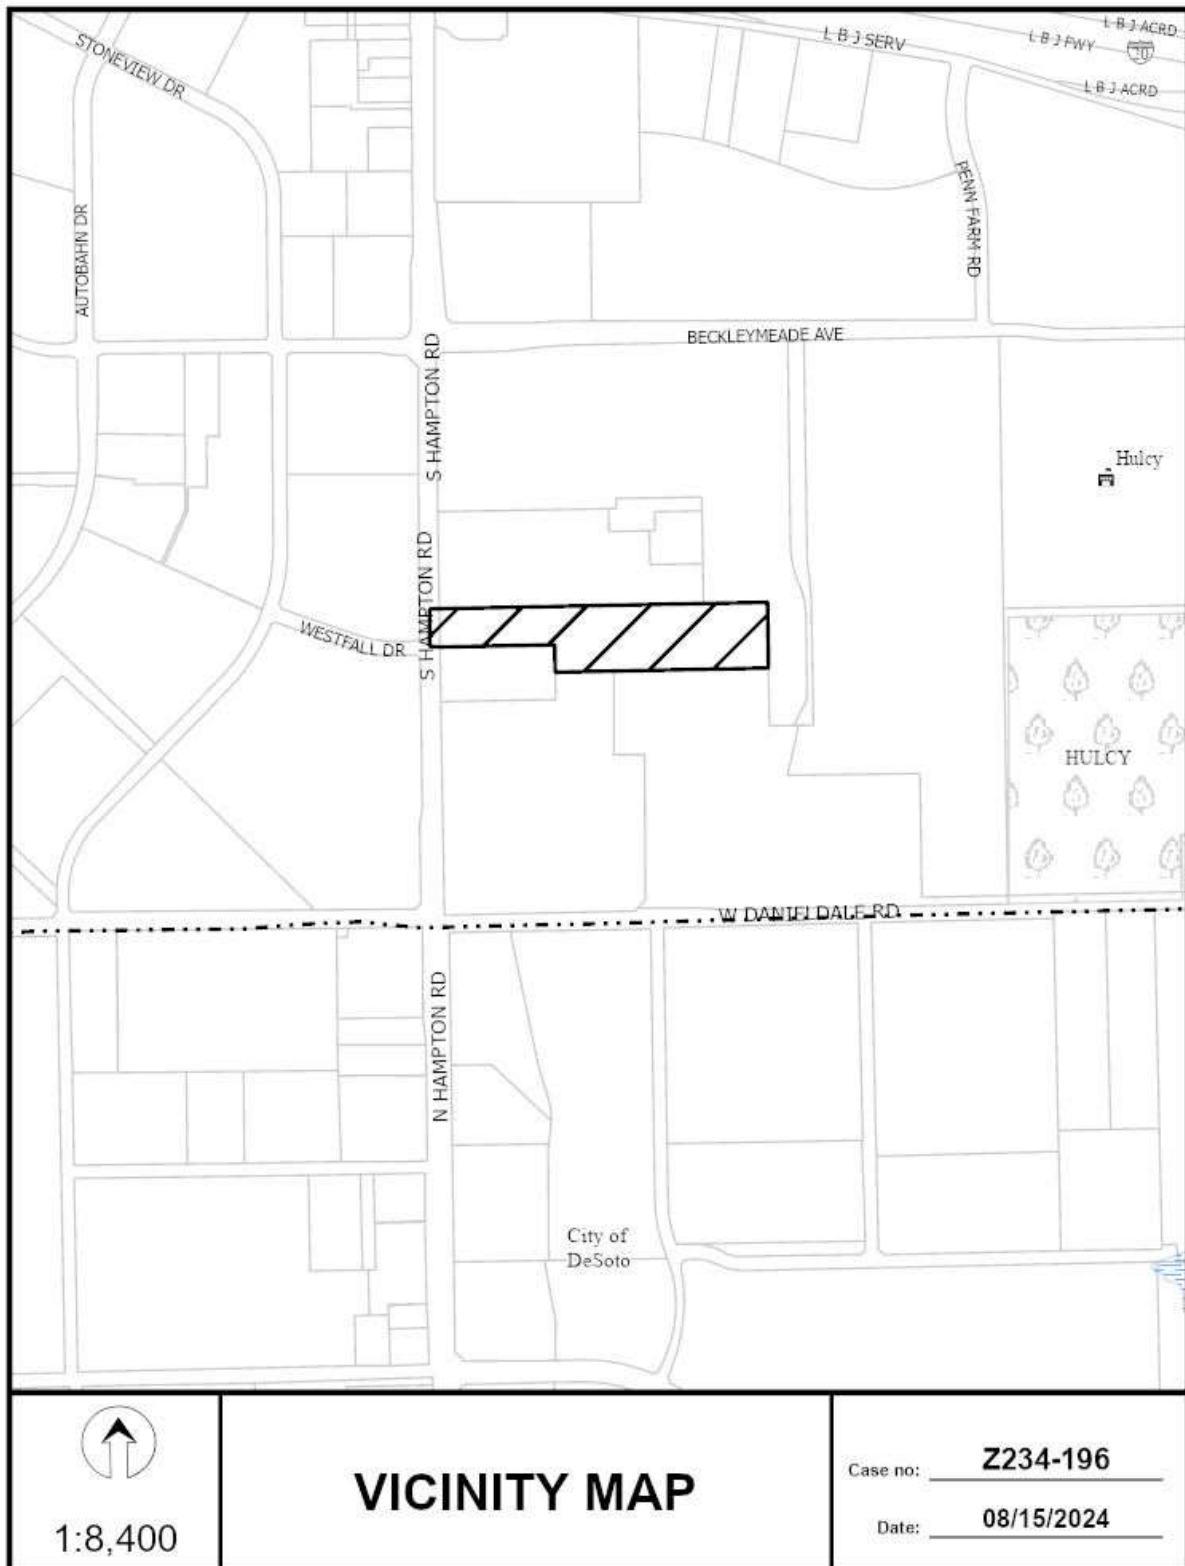 L B J ACRD
L B J SERV
L B J FWY
STONEVIEW DR
L B J ACRD
PENN FARM RD
AUTOBAHN DR
BECKLEYMEADE AVE
S HAMPTON RD
Hulcy
S HAMPTON RD
WESTFALL DR
HULCY
W DANIELDALE RD
N HAMPTON RD
City of
DeSoto
VICINITY MAP
1:8,400
Case no: Z234-196
Date: 08/15/2024